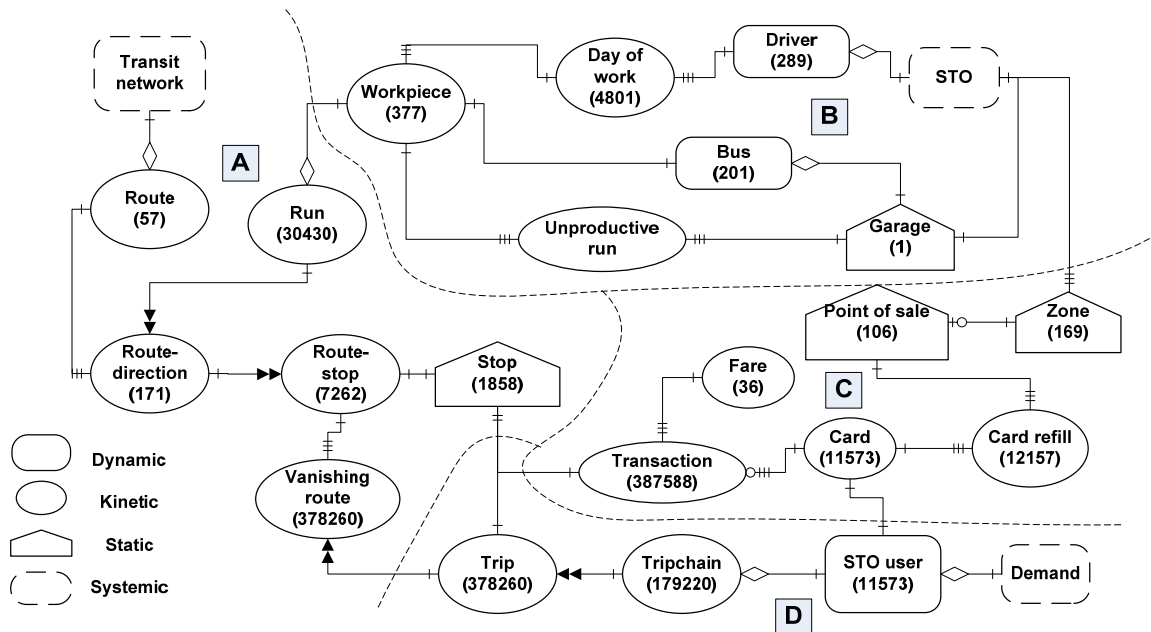 Transit
network
Workpiece
(377)
Day of
work
(4801)
Driver
(289)
STO
A
B
Bus
(201)
Route
(57)
Run
(30430)
Unproductive
run
Garage
(1)
Route-
direction
(171)
Route-
stop
(7262)
Stop
(1858)
Point of sale
(106)
Zone
(169)
Fare
(36)
C
Card
(11573)
Card refill
(12157)
Transaction
(387588)
Vanishing
route
(378260)
Dynamic
Kinetic
Static
Systemic
Trip
(378260)
Tripchain
(179220)
STO user
(11573)
Demand
D